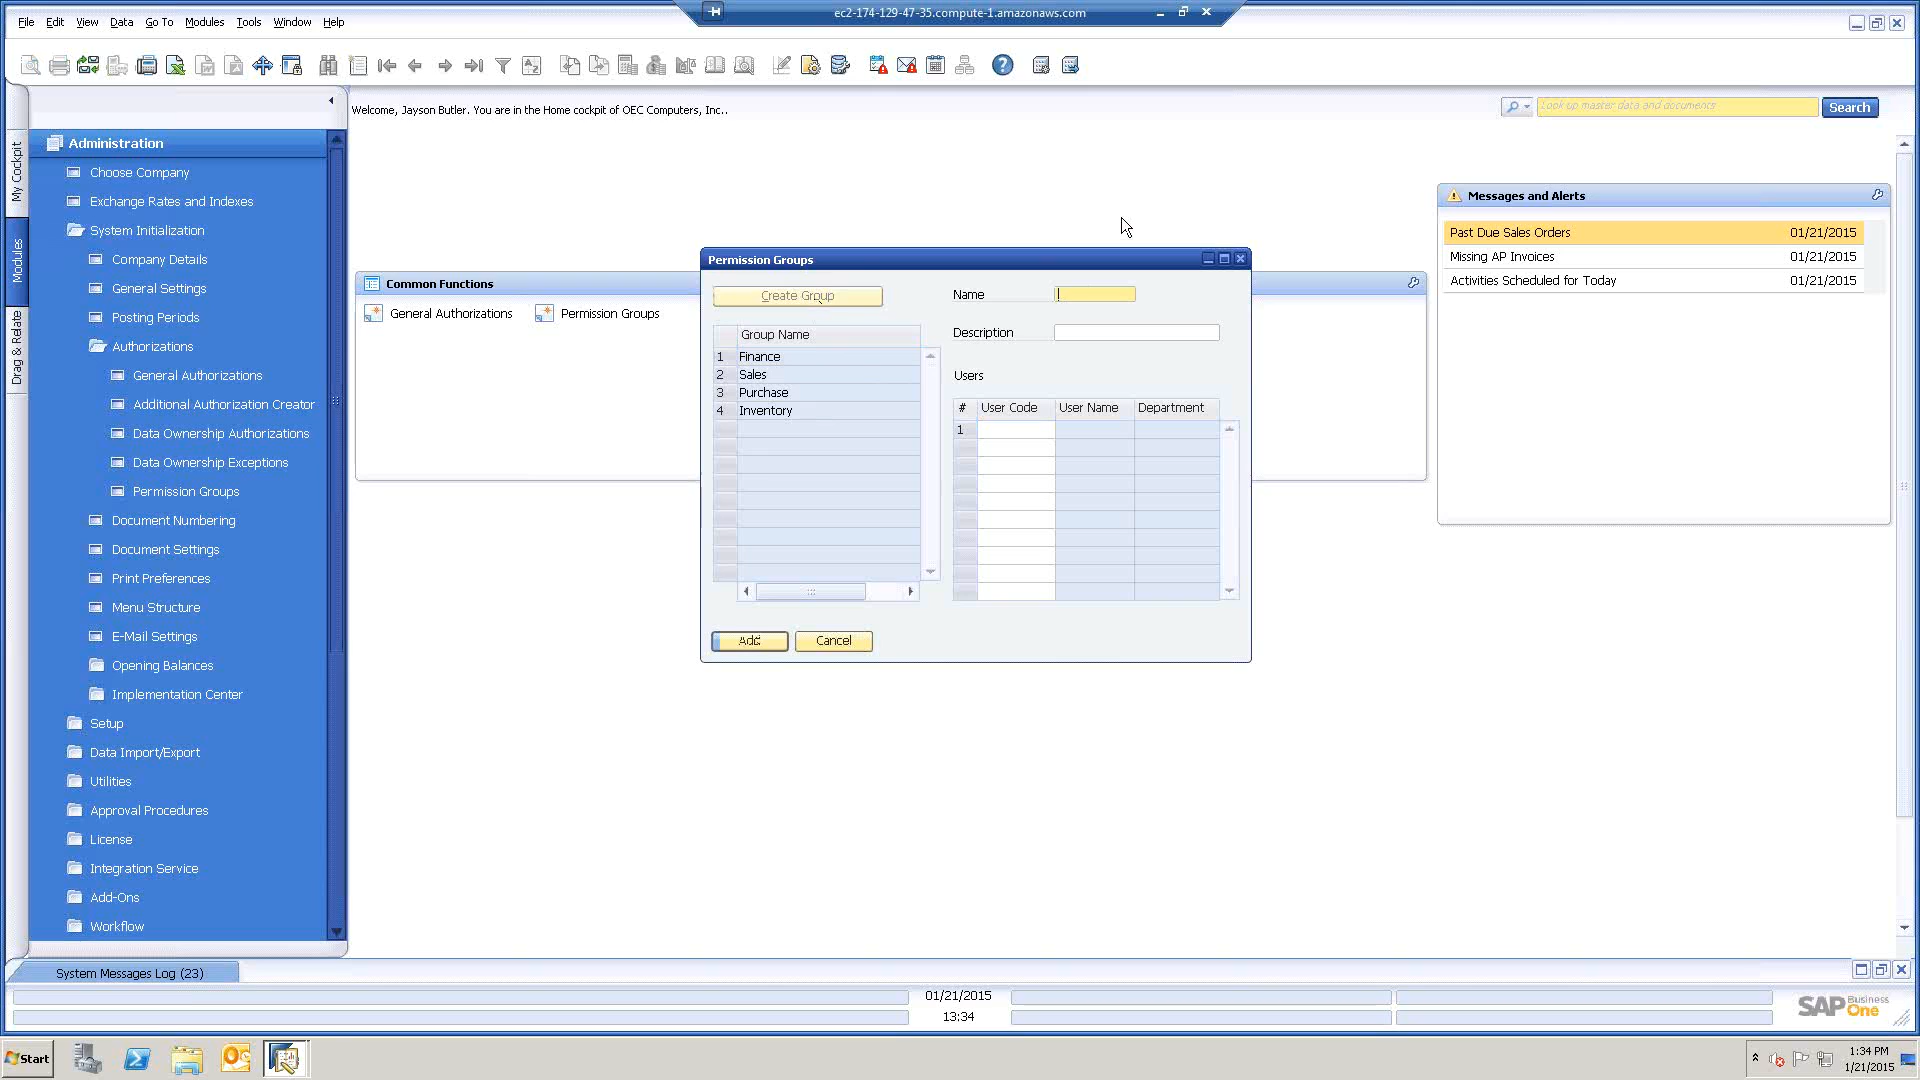 ec2-174-129-47-35.compute-1.amazonaws.com
File Edit View Data Go To Modules Tools Window Help
Welcome, Jayson Butler. You are in the Home cockpit of OEC Computers, Inc..
Look up master data and documents
Search
My Cockpit
Modules
Drag & Relate
Administration
Choose Company
Exchange Rates and Indexes
System Initialization
Company Details
General Settings
Posting Periods
Authorizations
General Authorizations
Additional Authorization Creator
Data Ownership Authorizations
Data Ownership Exceptions
Permission Groups
Document Numbering
Document Settings
Print Preferences
Menu Structure
E-Mail Settings
Opening Balances
Implementation Center
Setup
Data Import/Export
Utilities
Approval Procedures
License
Integration Service
Add-Ons
Workflow
Common Functions
General Authorizations Permission Groups
Permission Groups
Create Group
Name
Description
Group Name
1 Finance
2 Sales
3 Purchase
4 Inventory
Users
# User Code User Name Department
1
Add Cancel
Messages and Alerts
Past Due Sales Orders 01/21/2015
Missing AP Invoices 01/21/2015
Activities Scheduled for Today 01/21/2015
System Messages Log (23)
01/21/2015
13:34
SAP Business One
Start
1:34 PM
1/21/2015